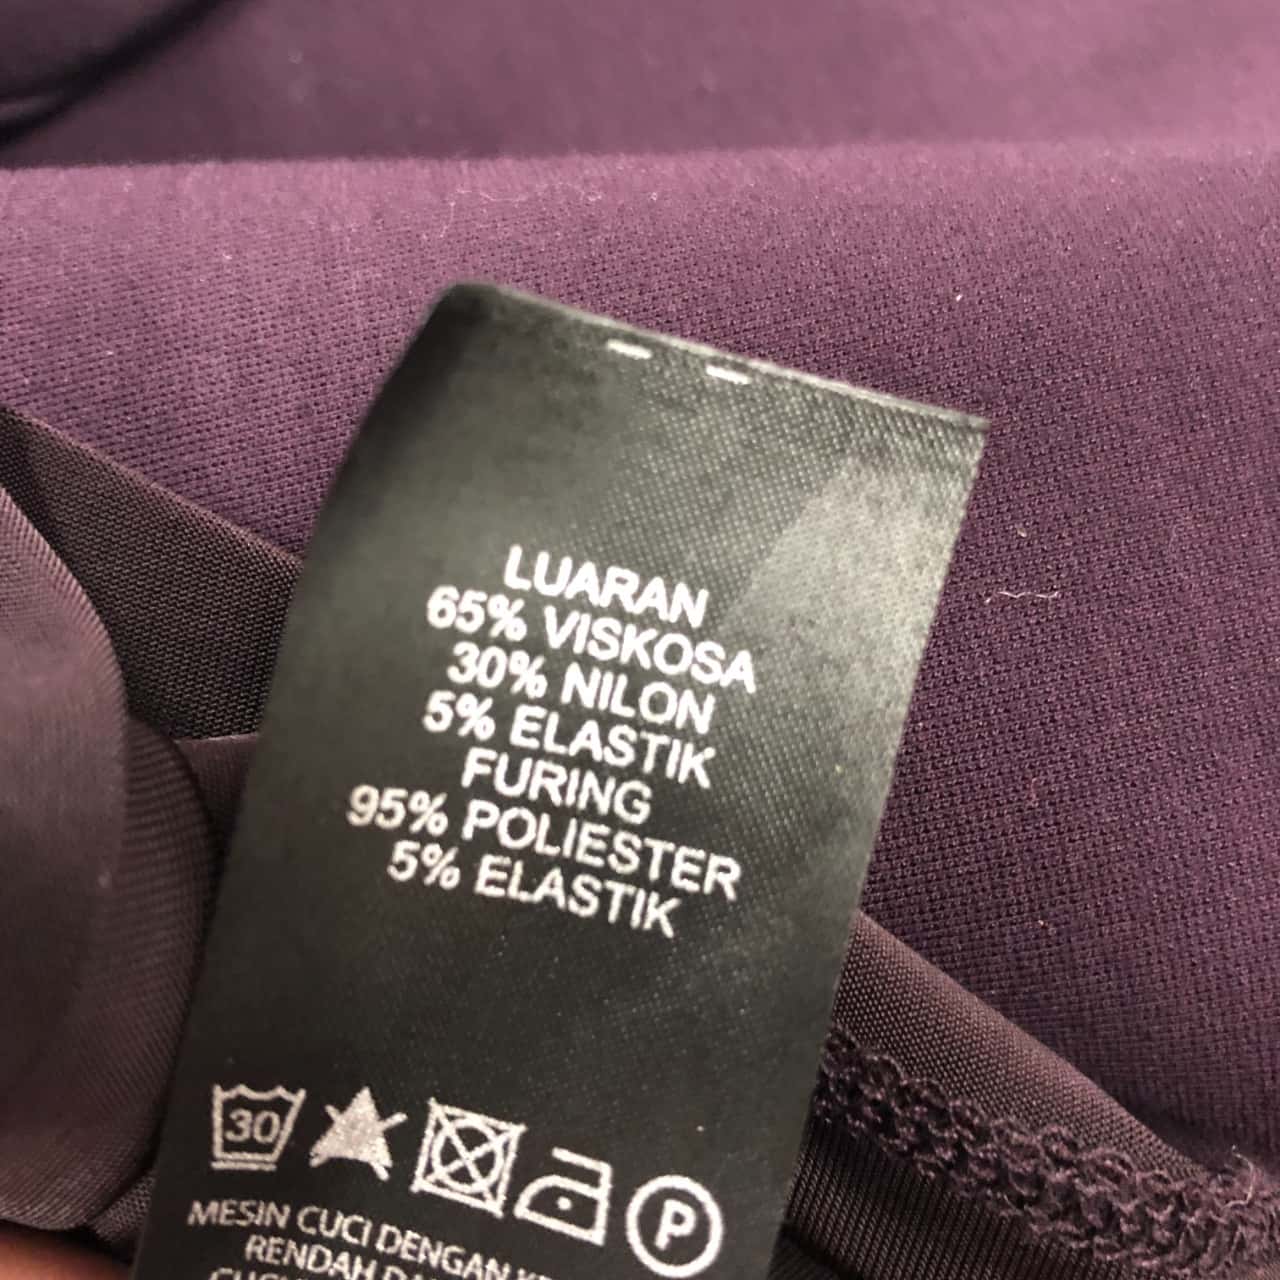 LUARAN
65% VISKOSA
30% NILON
5% ELASTIK
FURING
95% POLIESTER
5% ELASTIK
30
P
MESIN CUCI DENGAN
RENDAH